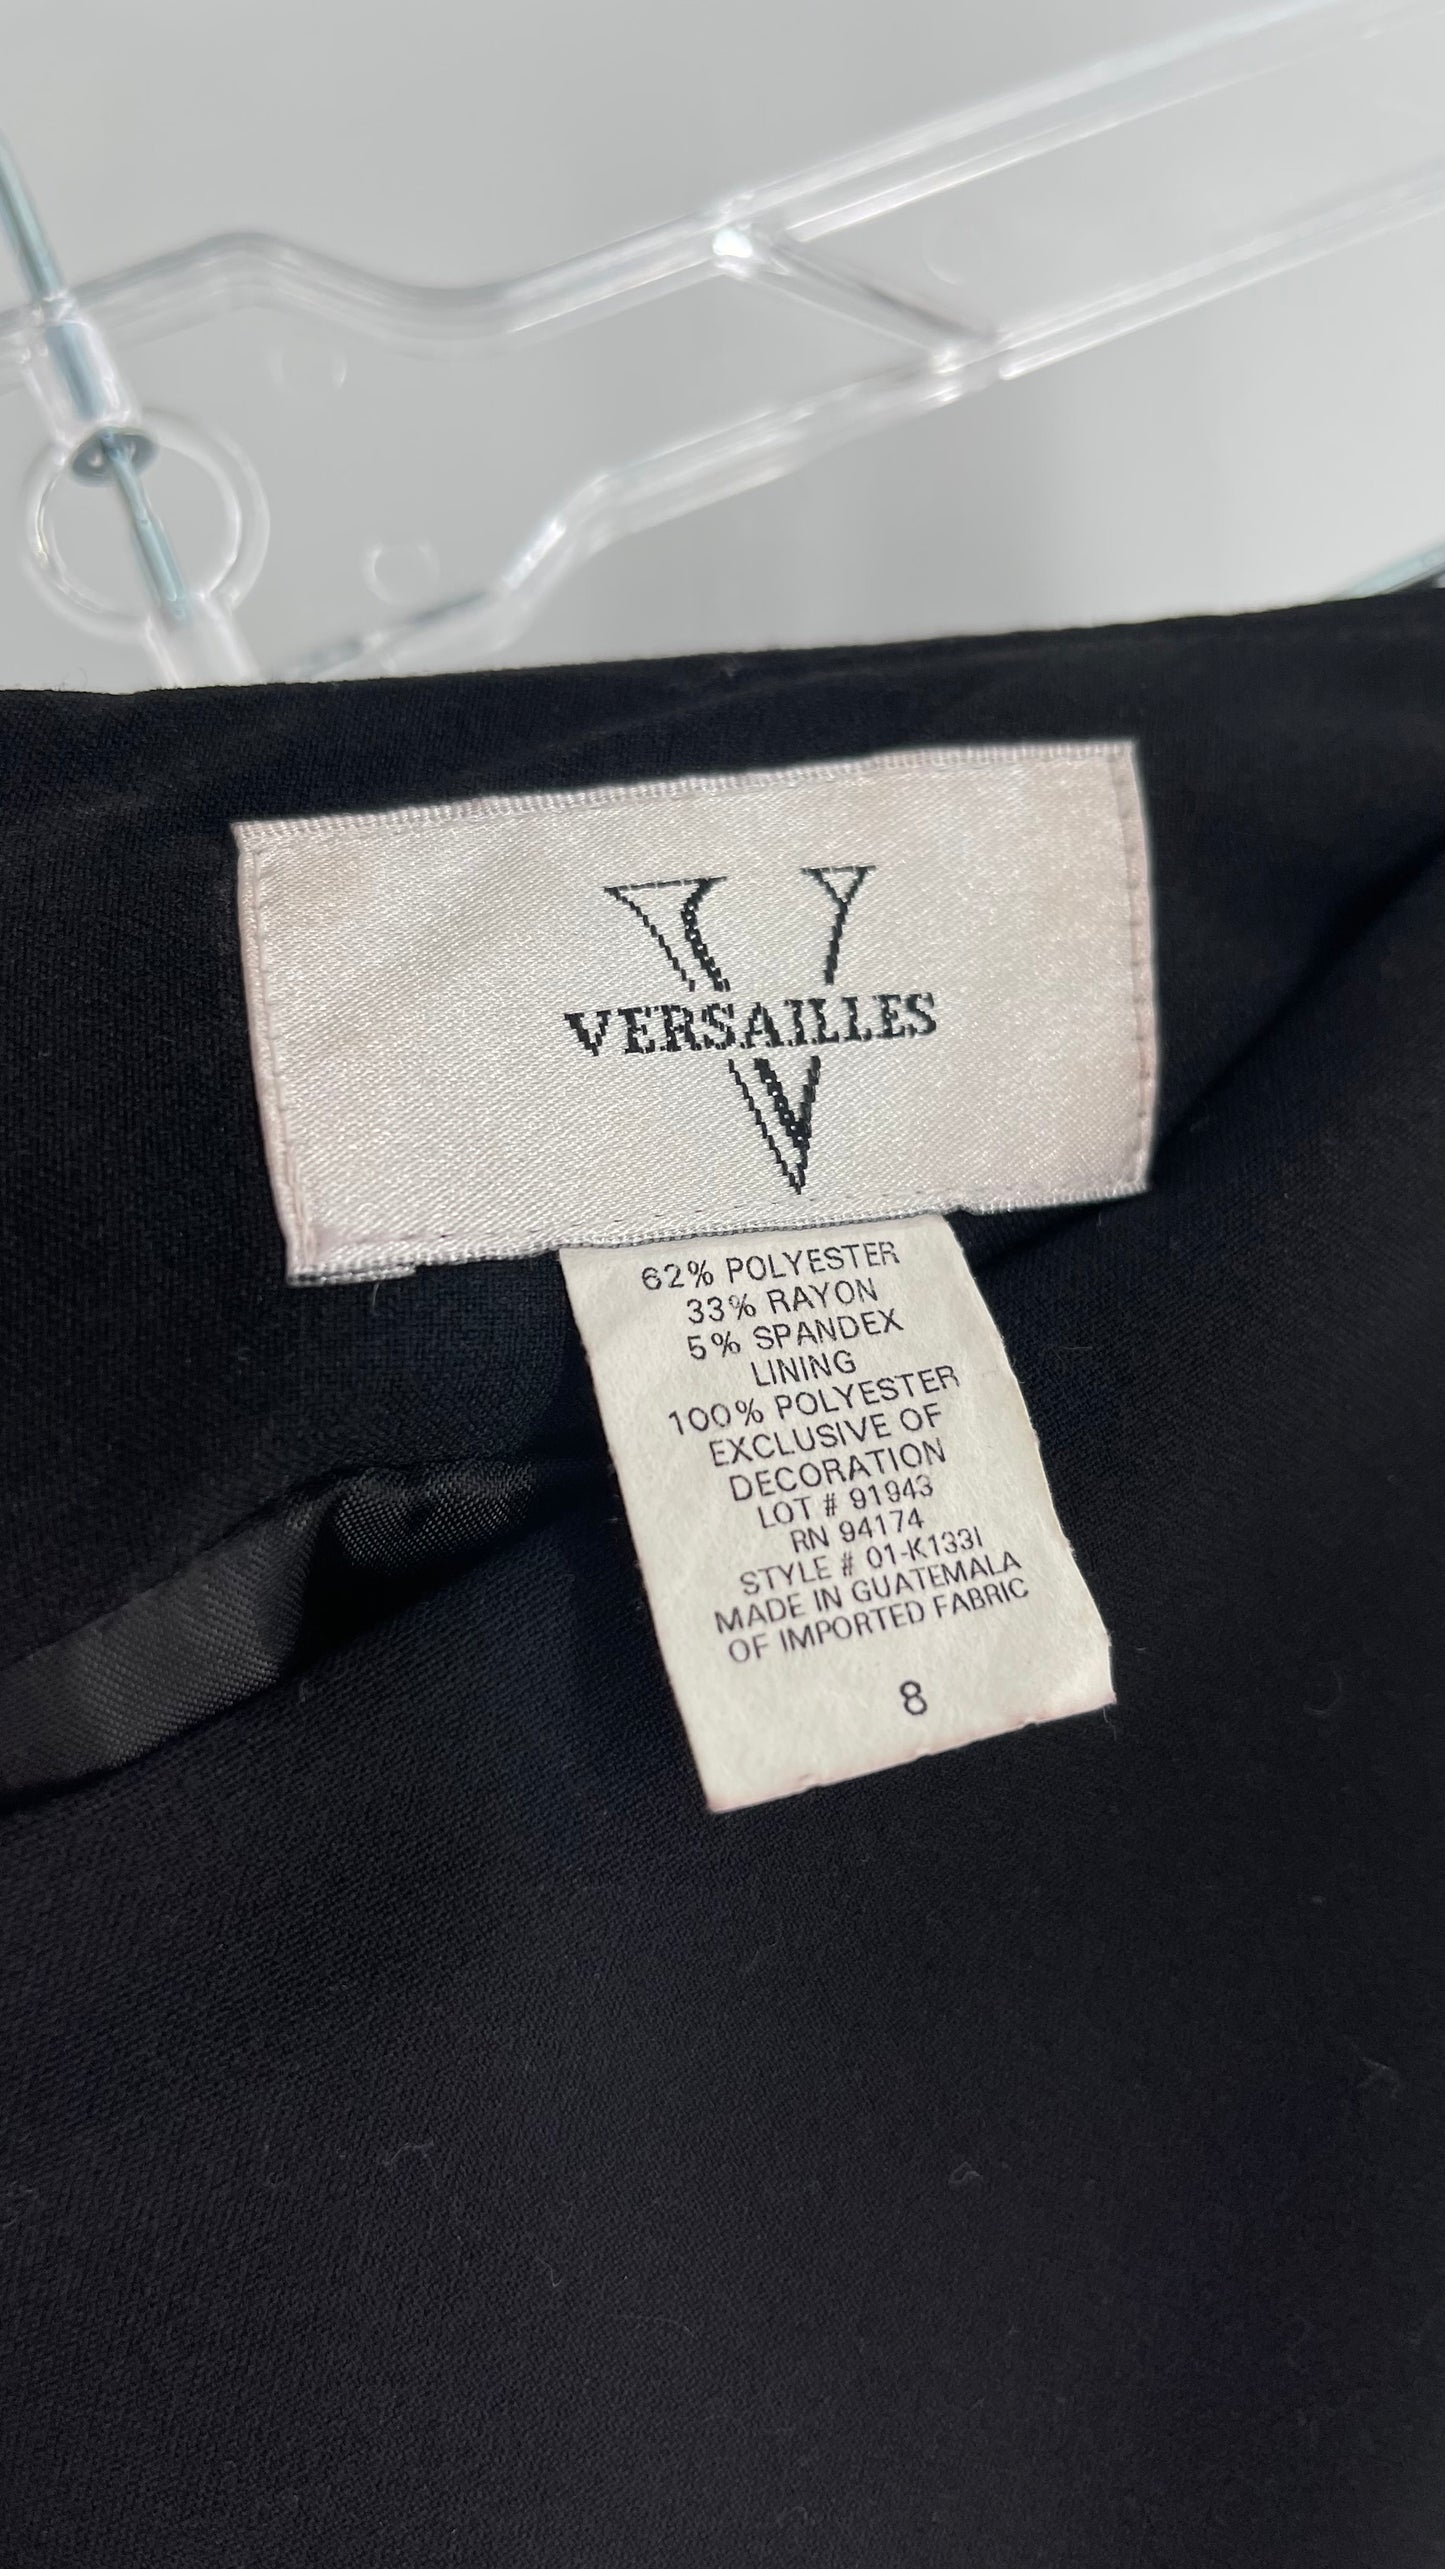 V
VERSAILLES
62% POLYESTER
33% RAYON
5% SPANDEX
LINING
100% POLYESTER
EXCLUSIVE OF
DECORATION
LOT # 91943
RN 94174
STYLE # 01-K133I
MADE IN GUATEMALA
OF IMPORTED FABRIC
8